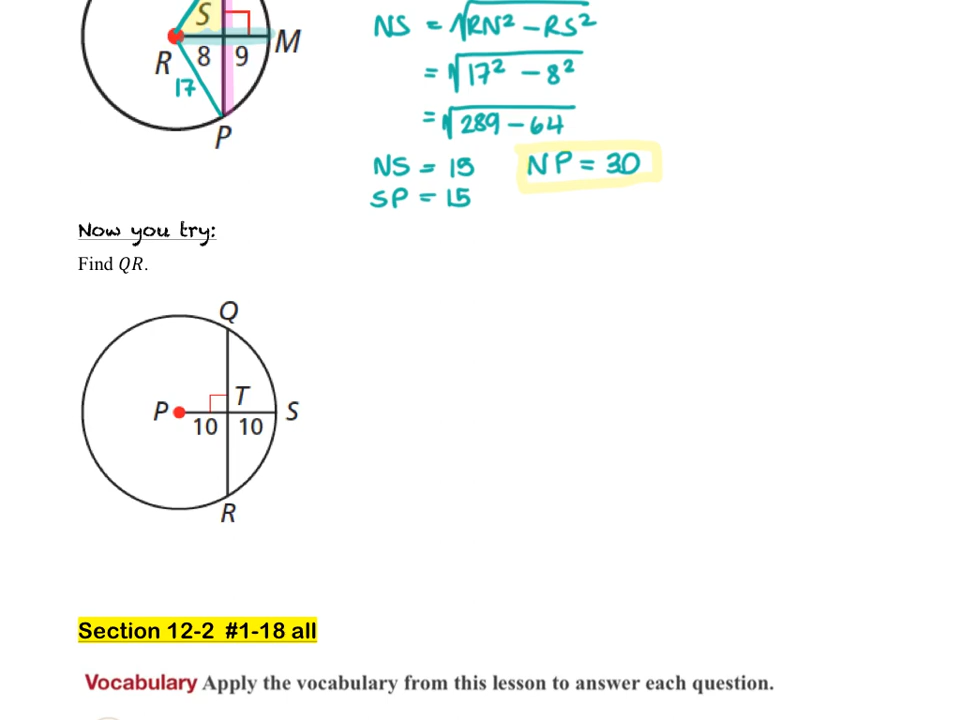 S
NS = √RN² - RS²
R 8 9 M
= √17² - 8²
17
= √289 - 64
P
NS = 15 NP = 30
SP = 15
Now you try:
Find QR.
Q
T
P S
10 10
R
Section 12-2 #1-18 all
Vocabulary Apply the vocabulary from this lesson to answer each question.